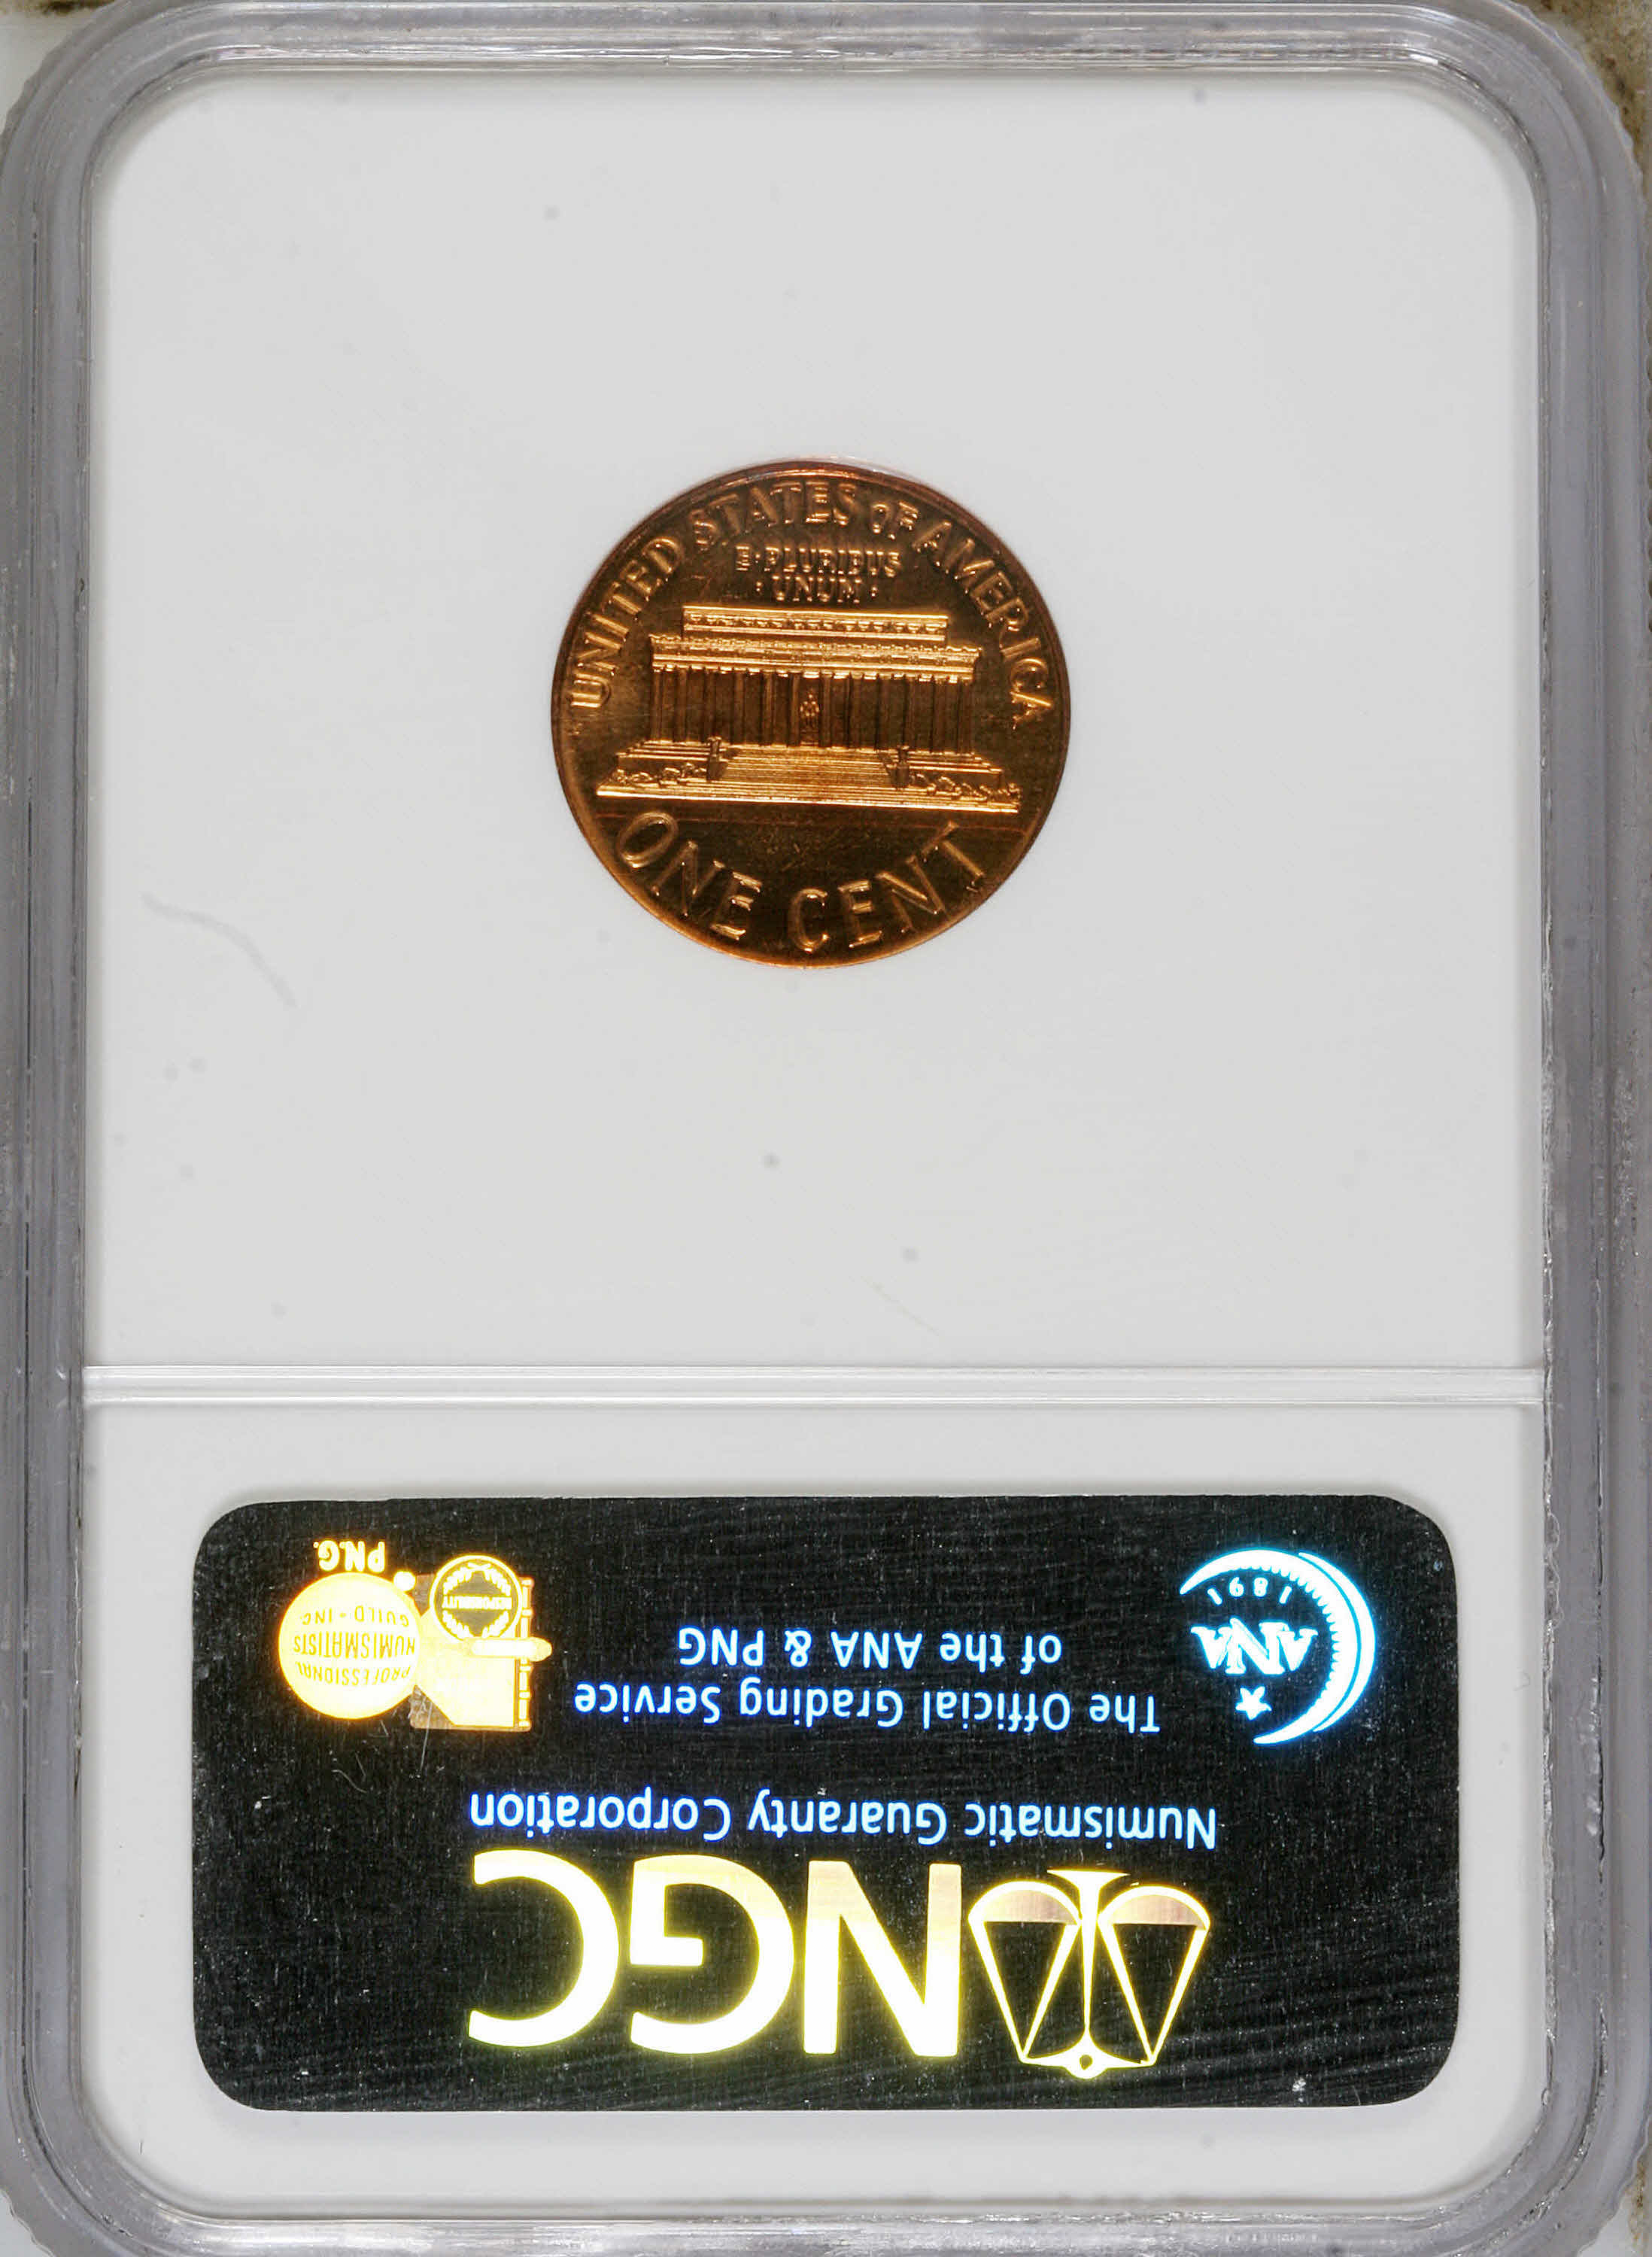 UNITED STATES OF AMERICA
E·PLURIBUS
·UNUM·
ONE CENT
NGC
Numismatic Guaranty Corporation
The Official Grading Service
of the ANA & PNG
ANA
1891
PROFESSIONAL
NUMISMATISTS
GUILD - INC.
P.N.G.